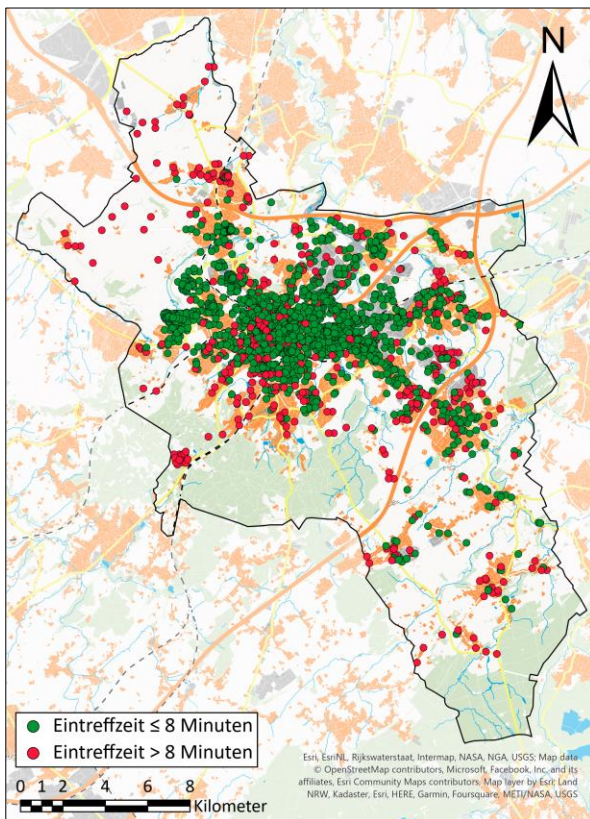 N
Eintreffzeit ≤ 8 Minuten
Eintreffzeit > 8 Minuten
0 1 2 4 6 8
Kilometer
Esri, EsriNL, Rijkswaterstaat, Intermap, NASA, NGA, USGS; Map data
© OpenStreetMap contributors, Microsoft, Facebook, Inc. and its
affiliates, Esri Community Maps contributors, Map layer by Esri; Land
NRW, Kadaster, Esri, HERE, Garmin, Foursquare, METI/NASA, USGS